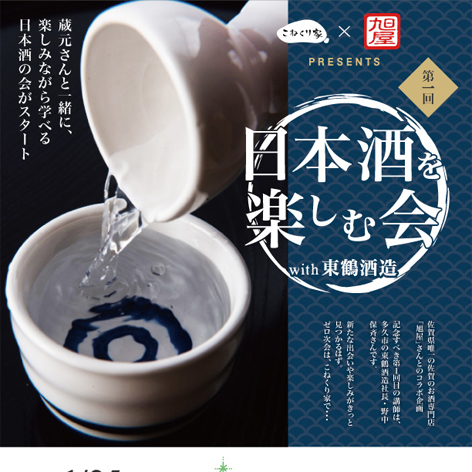 蔵元さんと一緒に、
楽しみながら学べる
日本酒の会がスタート
こねくり家 × 旭屋
PRESENTS
第一回
日本酒を
楽しむ会
with 東鶴酒造
佐賀県唯一の佐賀のお酒専門店
「旭屋」さんとのコラボ企画
記念すべき第1回目の講師は、
多久市の東鶴酒造社長・野中
保斉さんです。
新たな出会いや楽しみがきっと
見つかるはず。
ゼロ次会は、こねくり家で・・・